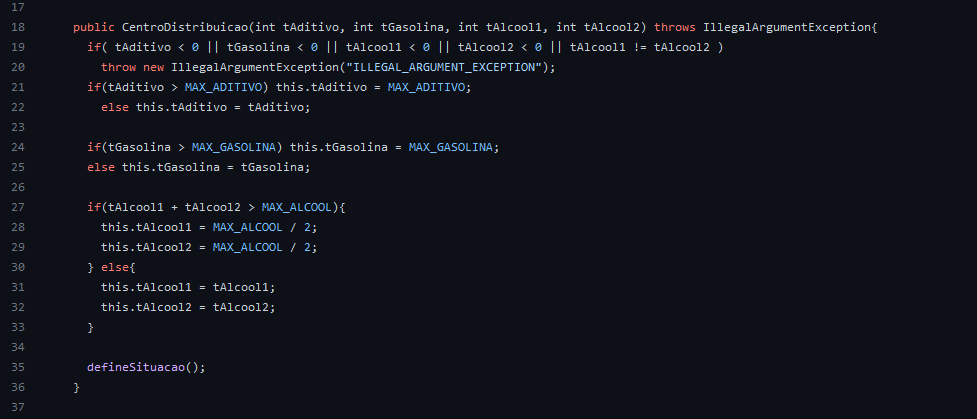 17
18 public CentroDistribuicao(int tAditivo, int tGasolina, int tAlcool1, int tAlcool2) throws IllegalArgumentException{
19 if( tAditivo < 0 || tGasolina < 0 || tAlcool1 < 0 || tAlcool2 < 0 || tAlcool1 != tAlcool2 )
20 throw new IllegalArgumentException("ILLEGAL_ARGUMENT_EXCEPTION");
21 if(tAditivo > MAX_ADITIVO) this.tAditivo = MAX_ADITIVO;
22 else this.tAditivo = tAditivo;
23
24 if(tGasolina > MAX_GASOLINA) this.tGasolina = MAX_GASOLINA;
25 else this.tGasolina = tGasolina;
26
27 if(tAlcool1 + tAlcool2 > MAX_ALCOOL){
28 this.tAlcool1 = MAX_ALCOOL / 2;
29 this.tAlcool2 = MAX_ALCOOL / 2;
30 } else{
31 this.tAlcool1 = tAlcool1;
32 this.tAlcool2 = tAlcool2;
33 }
34
35 defineSituacao();
36 }
37